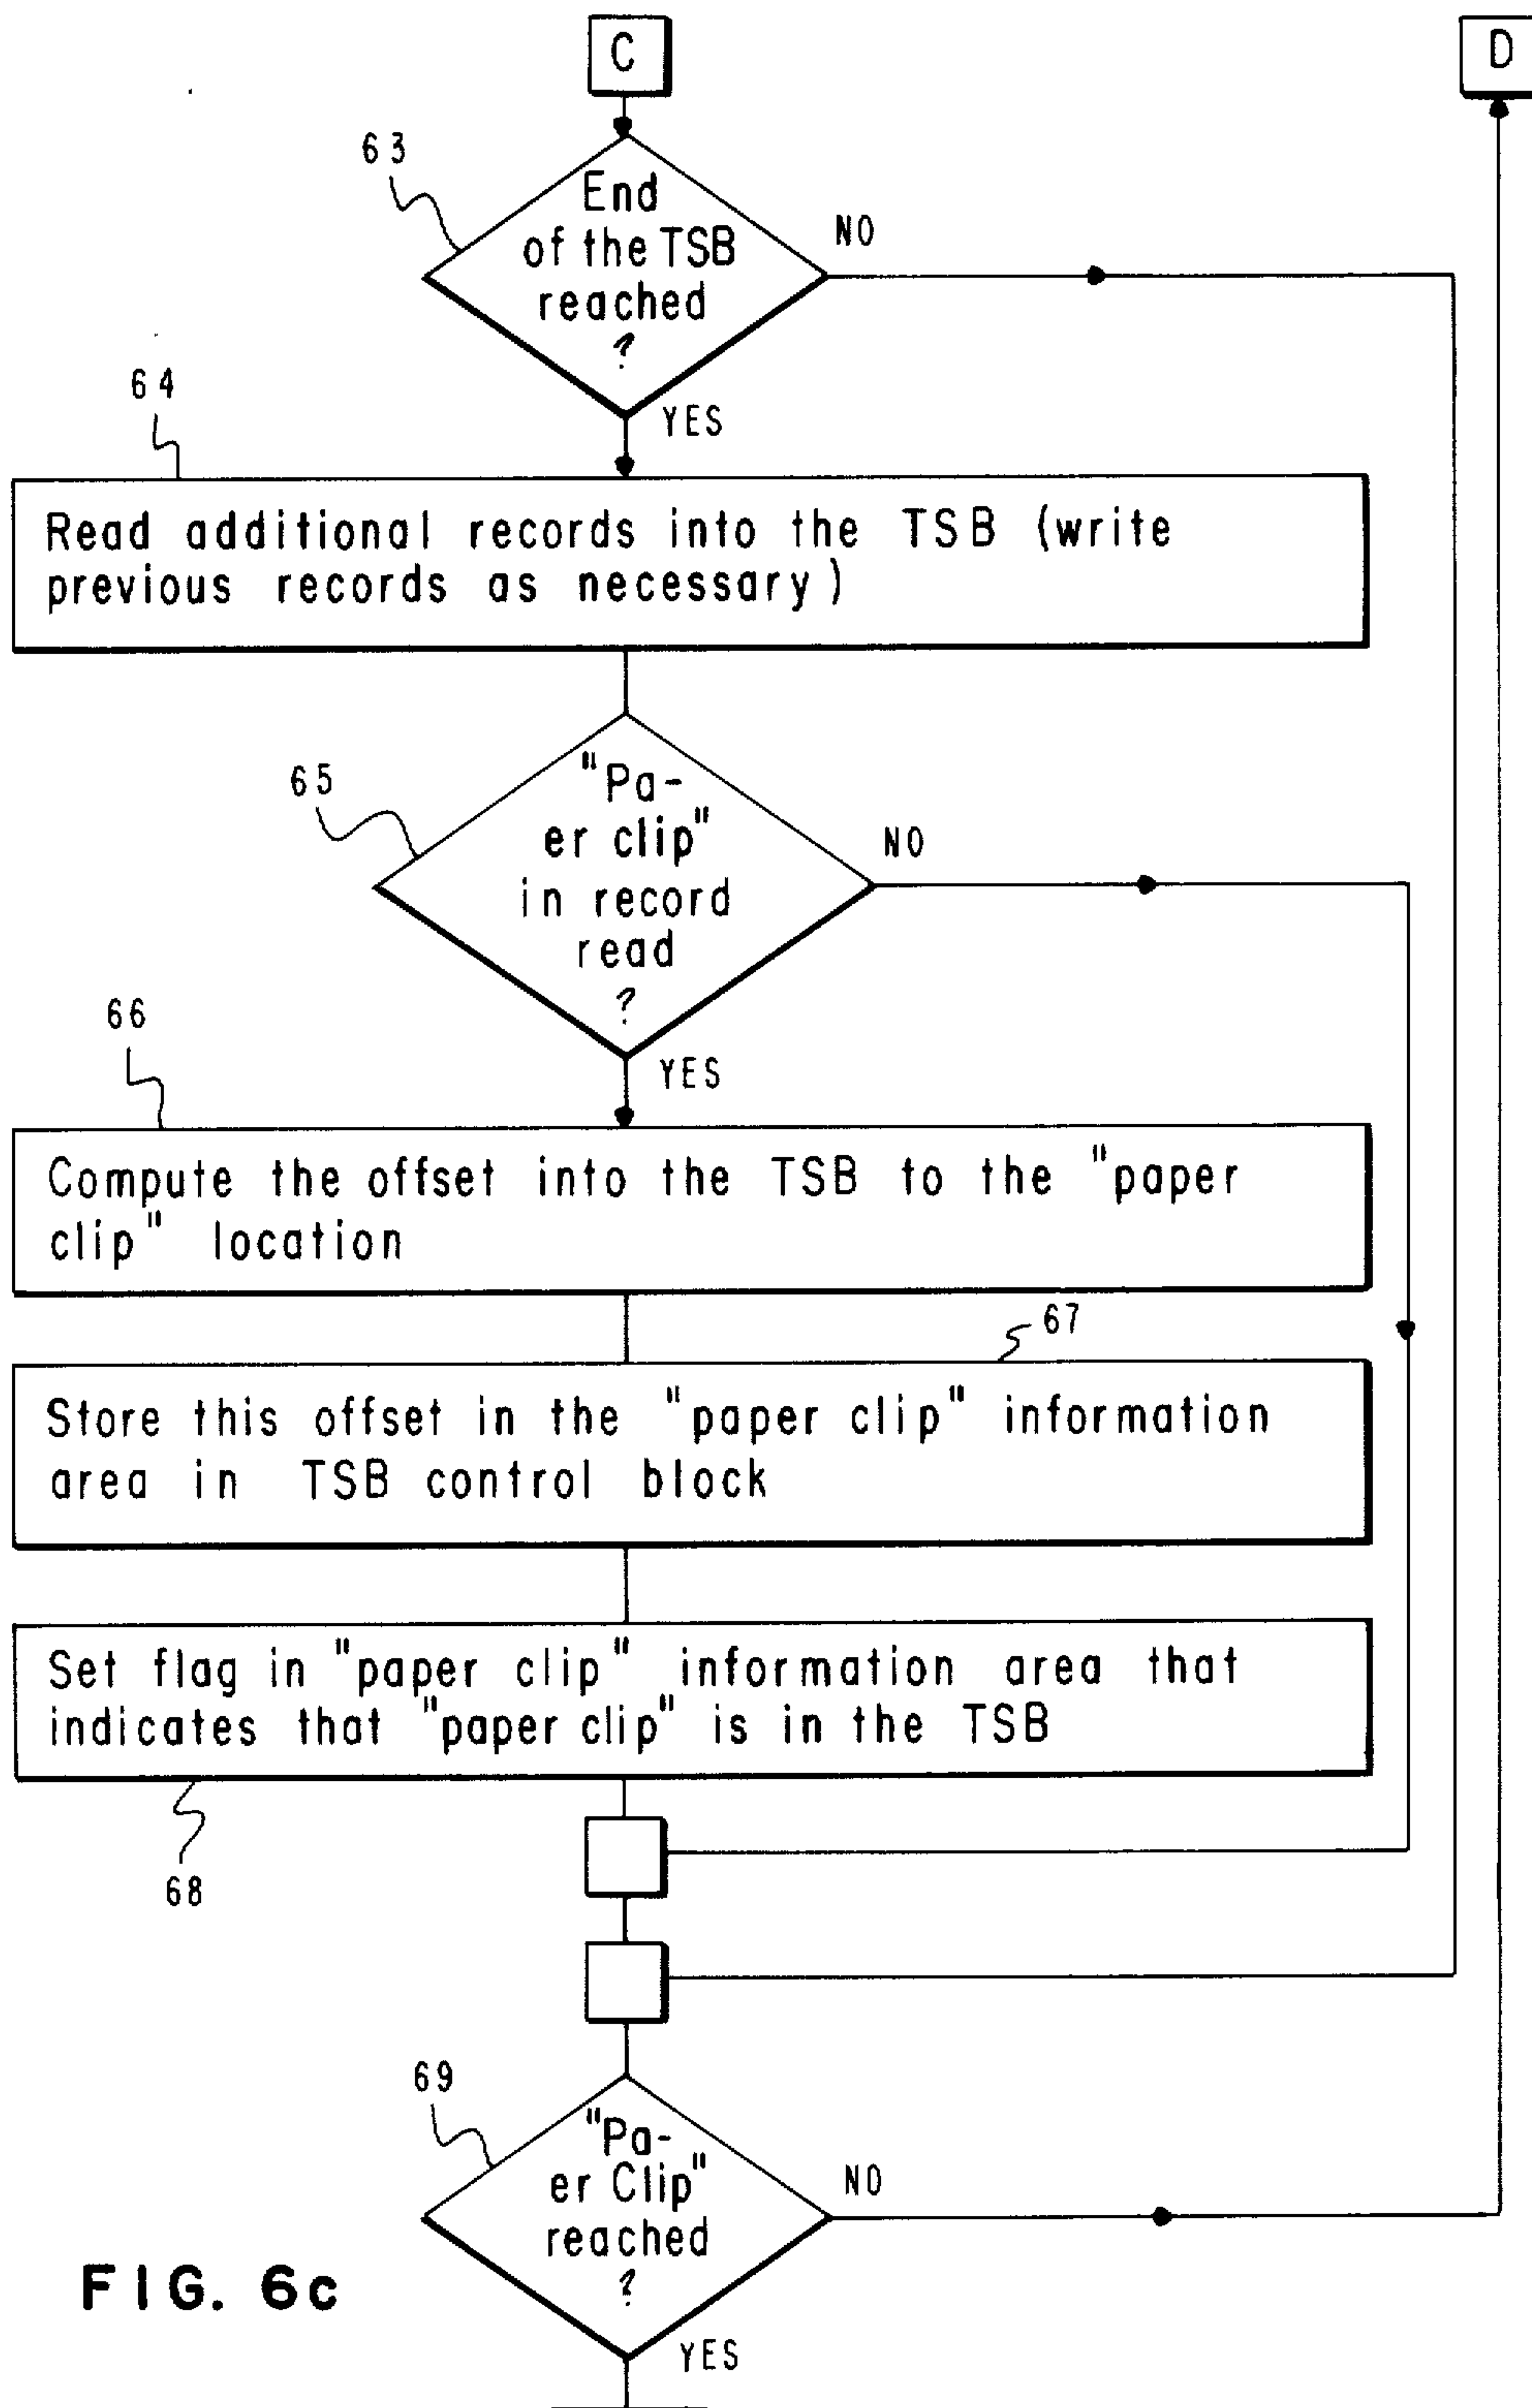 C
D
63
End
of the TSB
reached
?
NO
YES
64
Read additional records into the TSB (write
previous records as necessary)
65
"Pa-
er clip"
in record
read
?
NO
YES
66
Compute the offset into the TSB to the "paper
clip" location
67
Store this offset in the "paper clip" information
area in TSB control block
Set flag in "paper clip" information area that
indicates that "paper clip" is in the TSB
68
69
"Pa-
er Clip"
reached
?
NO
YES
FIG. 6c